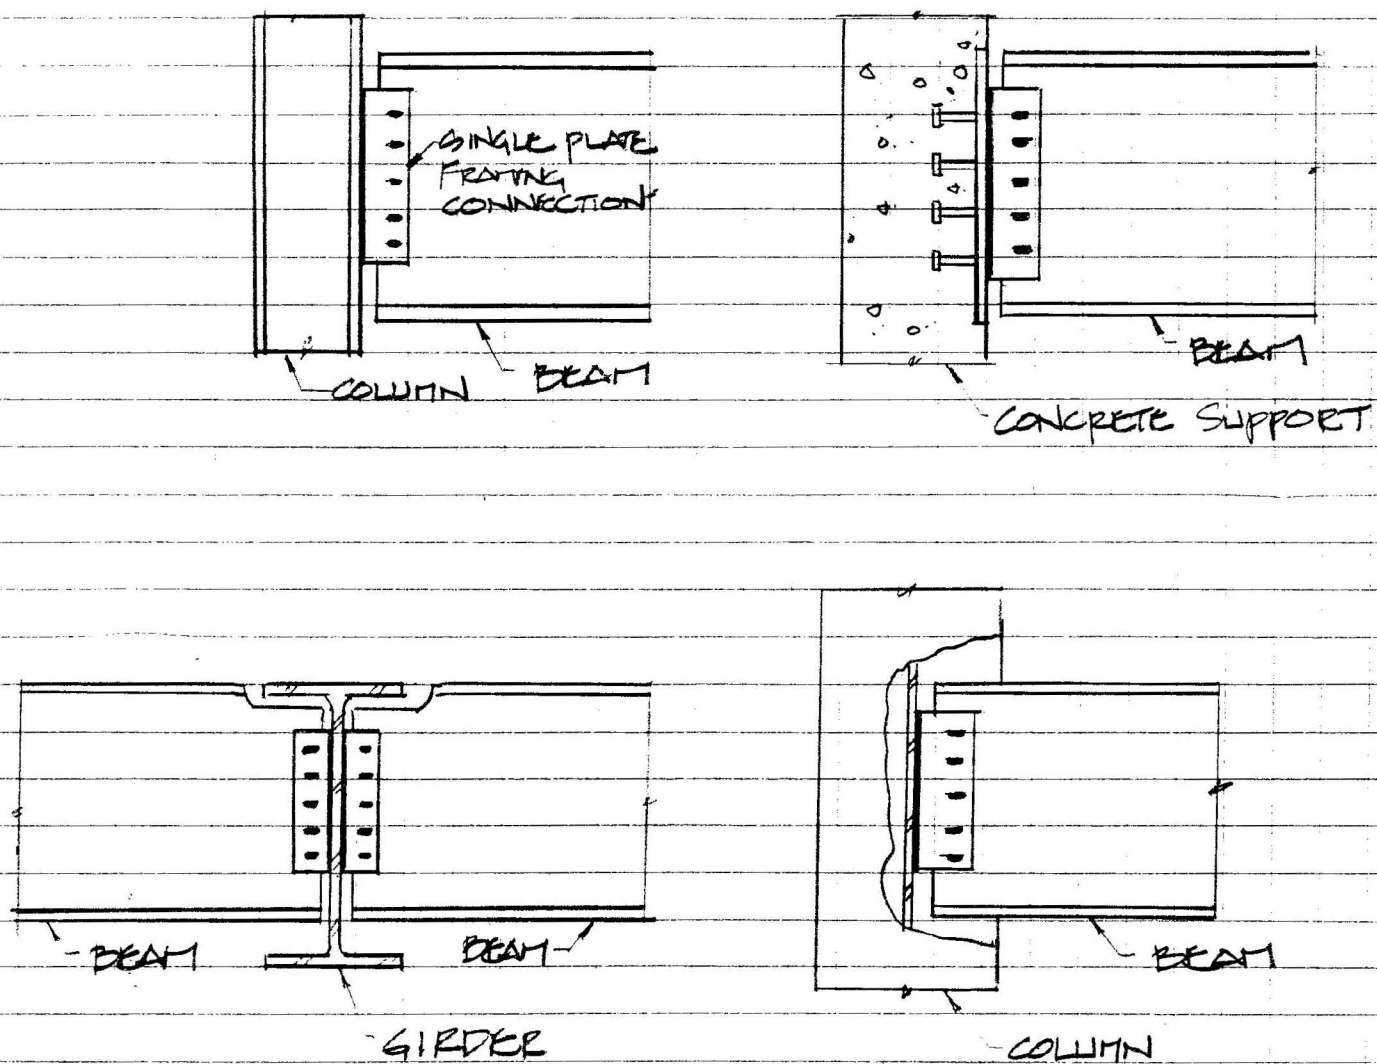 SINGLE PLATE
FRAMING
CONNECTION
BEAM
COLUMN
BEAM
CONCRETE SUPPORT
BEAM
BEAM
GIRDER
BEAM
COLUMN